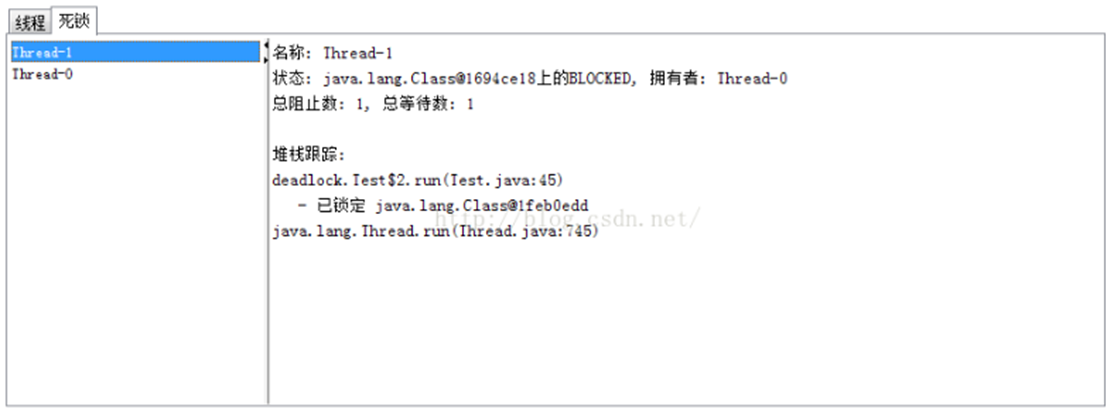 线程 死锁
Thread-1
Thread-0
名称: Thread-1
状态: java.lang.Class@1694ce18上的BLOCKED, 拥有者: Thread-0
总阻止数: 1, 总等待数: 1
堆栈跟踪:
deadlock.Test$2.run(Test.java:45)
- 已锁定 java.lang.Class@1feb0edd
java.lang.Thread.run(Thread.java:745)
http://blog.csdn.net/